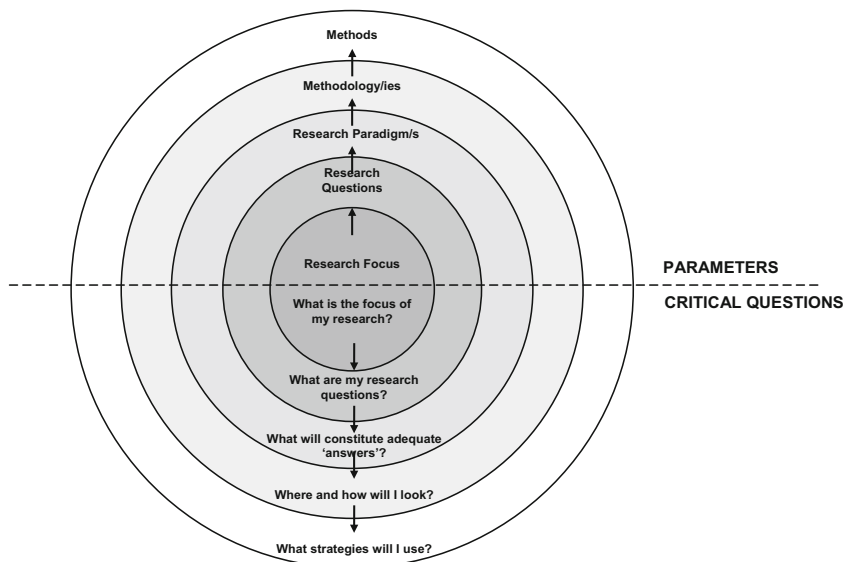 Methods
Methodology/ies
Research Paradigm/s
Research
Questions
Research Focus
PARAMETERS
CRITICAL QUESTIONS
What is the focus of
my research?
What are my research
questions?
What will constitute adequate
‘answers’?
Where and how will I look?
What strategies will I use?